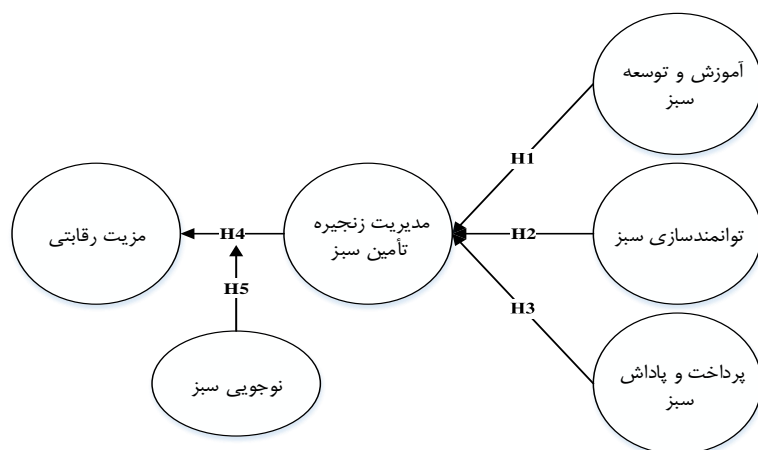 آموزش و توسعه
سبز
H1
توانمندسازی سبز
H2
مدیریت زنجیره
تأمین سبز
H4
مزیت رقابتی
H3
H5
پرداخت و پاداش
سبز
نوجویی سبز